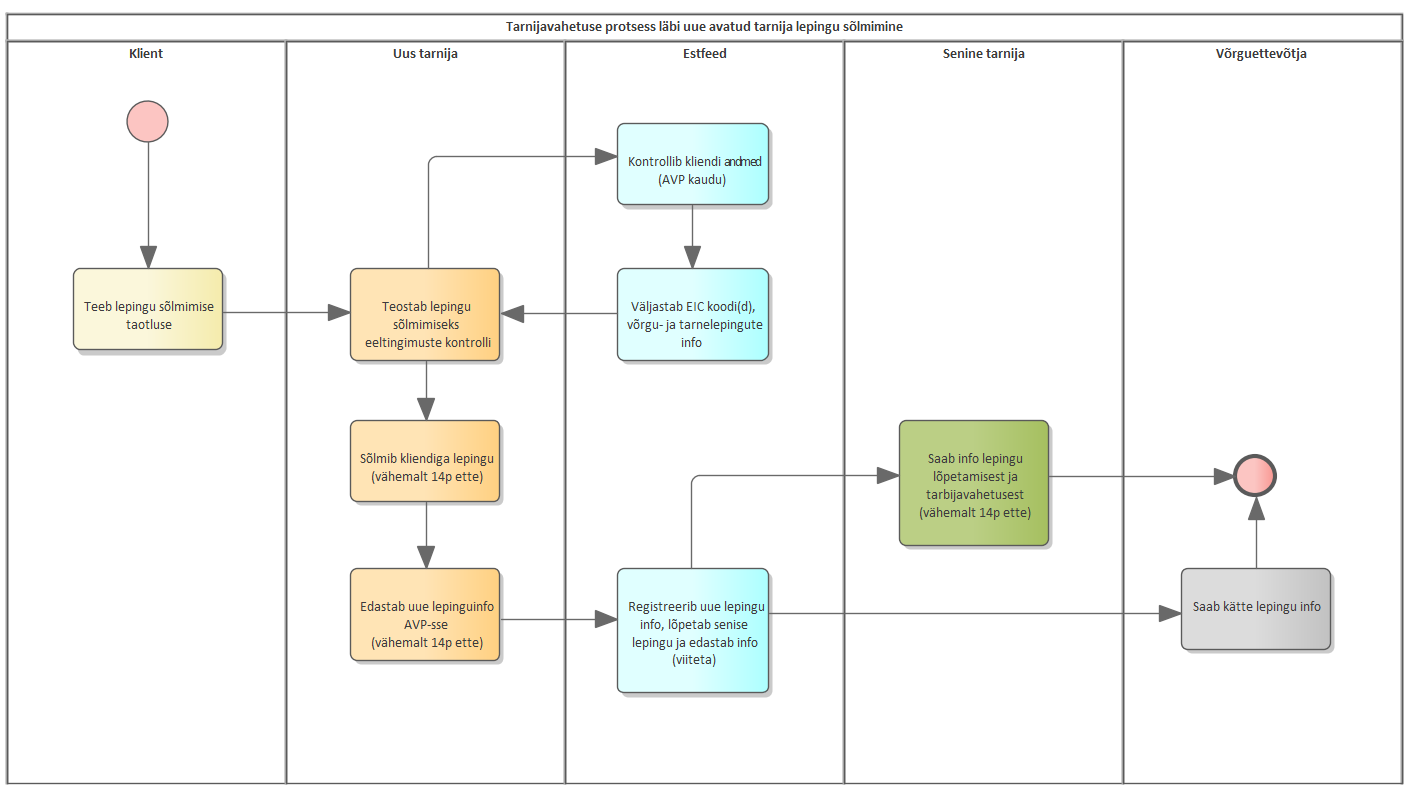 Tarnijavahetuse protsess läbi uue avatud tarnija lepingu sõlmimine
Klient
Uus tarnija
Estfeed
Senine tarnija
Võrguettevõtja
Teeb lepingu sõlmimise
taotluse
Teostab lepingu
sõlmimiseks
eeltingimuste kontrolli
Kontrollib kliendi andmed
(AVP kaudu)
Väljastab EIC koodi(d),
võrgu- ja tarnelepingute
info
Sõlmib kliendiga lepingu
(vähemalt 14p ette)
Edastab uue lepinguinfo
AVP-sse
(vähemalt 14p ette)
Registreerib uue lepingu
info, lõpetab senise
lepingu ja edastab info
(viiteta)
Saab info lepingu
lõpetamisest ja
tarbijavahetusest
(vähemalt 14p ette)
Saab kätte lepingu info